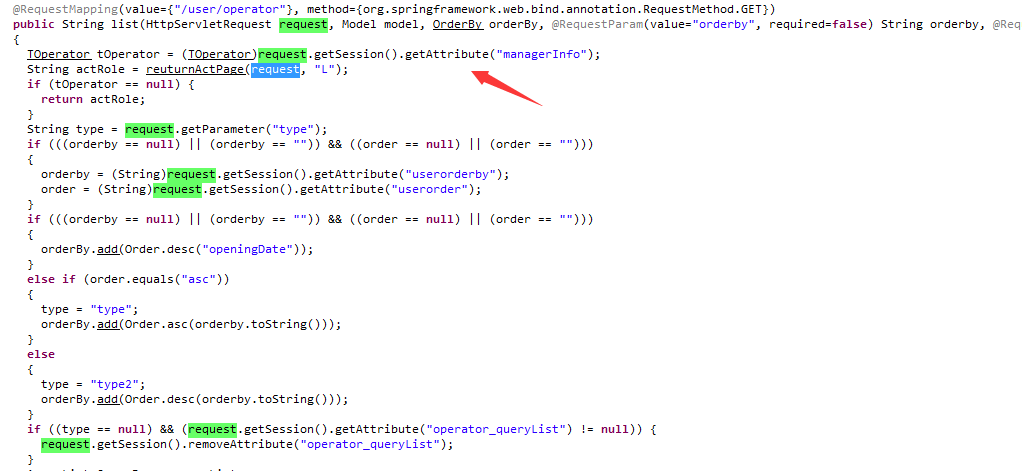 @RequestMapping(value={"/user/operator"}, method={org.springframework.web.bind.annotation.RequestMethod.GET})
public String list(HttpServletRequest request, Model model, OrderBy orderBy, @RequestParam(value="orderby", required=false) String orderby, @Req
{
  TOperator tOperator = (TOperator)request.getSession().getAttribute("managerInfo");
  String actRole = reuturnActPage(request, "L");
  if (tOperator == null) {
    return actRole;
  }
  String type = request.getParameter("type");
  if (((orderby == null) || (orderby == "")) && ((order == null) || (order == "")))
  {
    orderby = (String)request.getSession().getAttribute("userorderby");
    order = (String)request.getSession().getAttribute("userorder");
  }
  if (((orderby == null) || (orderby == "")) && ((order == null) || (order == "")))
  {
    orderBy.add(Order.desc("openingDate"));
  }
  else if (order.equals("asc"))
  {
    type = "type";
    orderBy.add(Order.asc(orderby.toString()));
  }
  else
  {
    type = "type2";
    orderBy.add(Order.desc(orderby.toString()));
  }
  if ((type == null) && (request.getSession().getAttribute("operator_queryList") != null)) {
    request.getSession().removeAttribute("operator_queryList");
  }